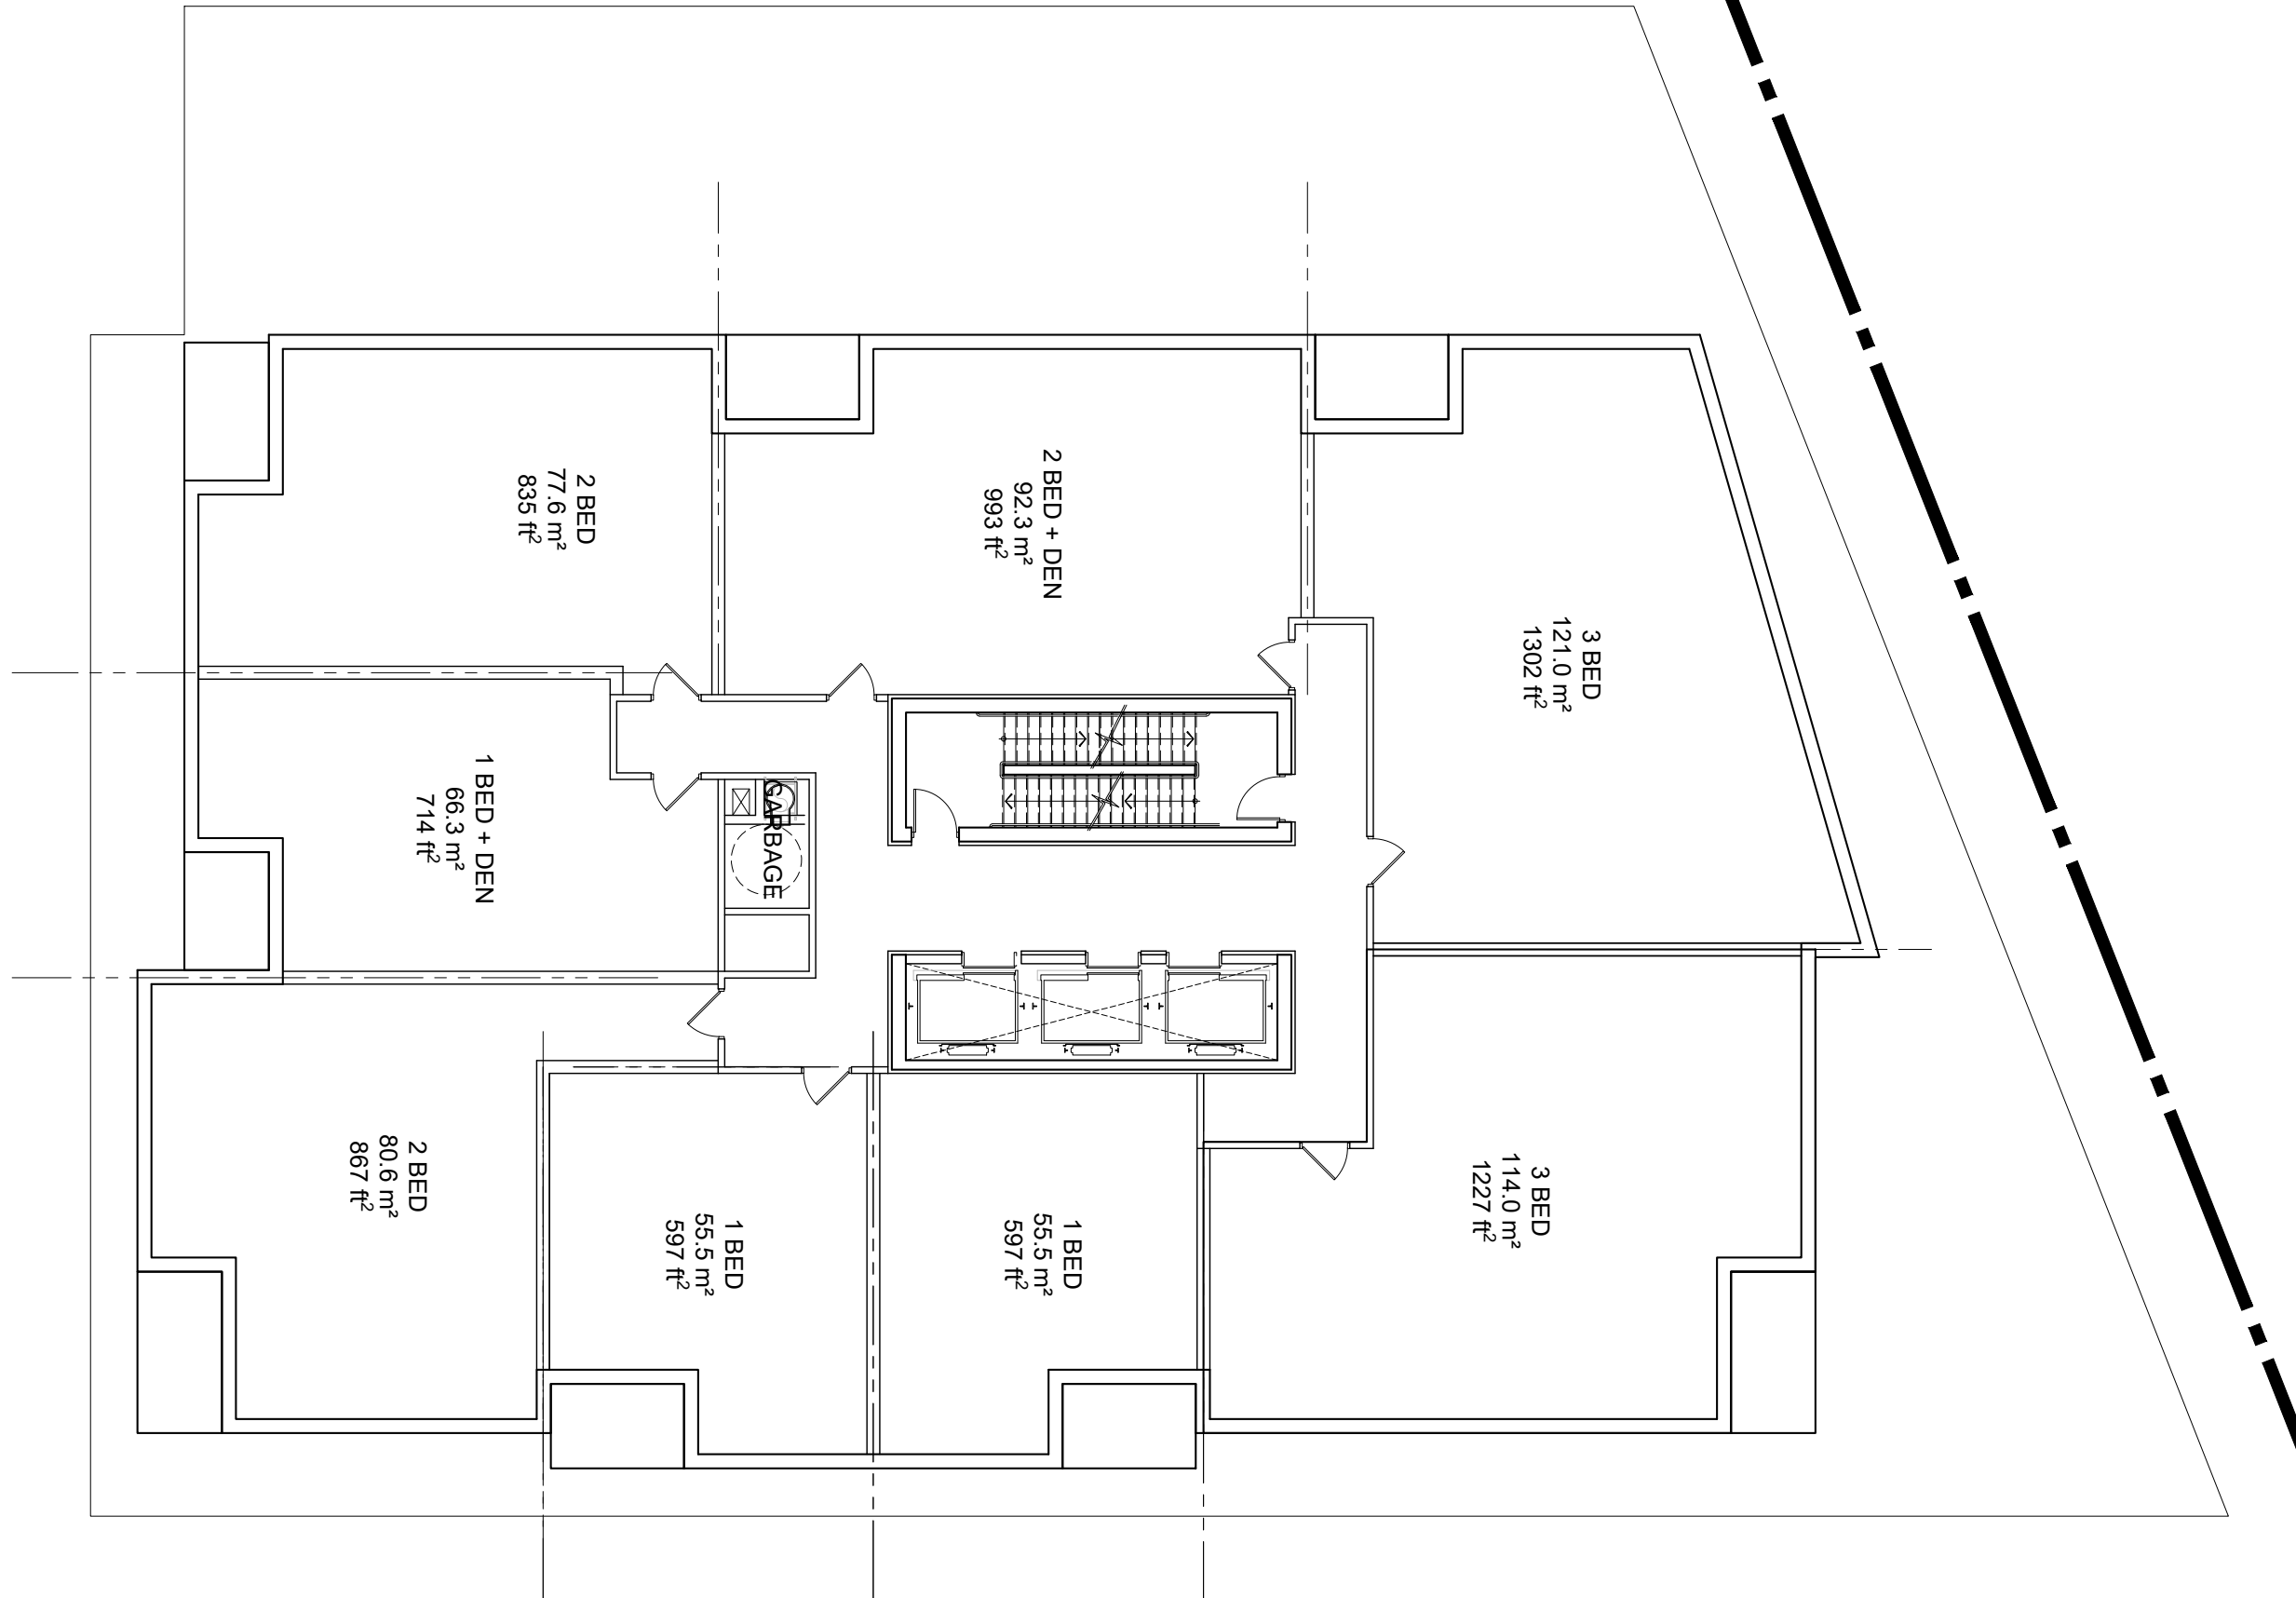 2 BED
77.6 m²
835 ft²
2 BED + DEN
92.3 m²
993 ft²
3 BED
121.0 m²
1302 ft²
1 BED + DEN
66.3 m²
714 ft²
GARBAGE
2 BED
80.6 m²
867 ft²
1 BED
55.5 m²
597 ft²
1 BED
55.5 m²
597 ft²
3 BED
114.0 m²
1227 ft²